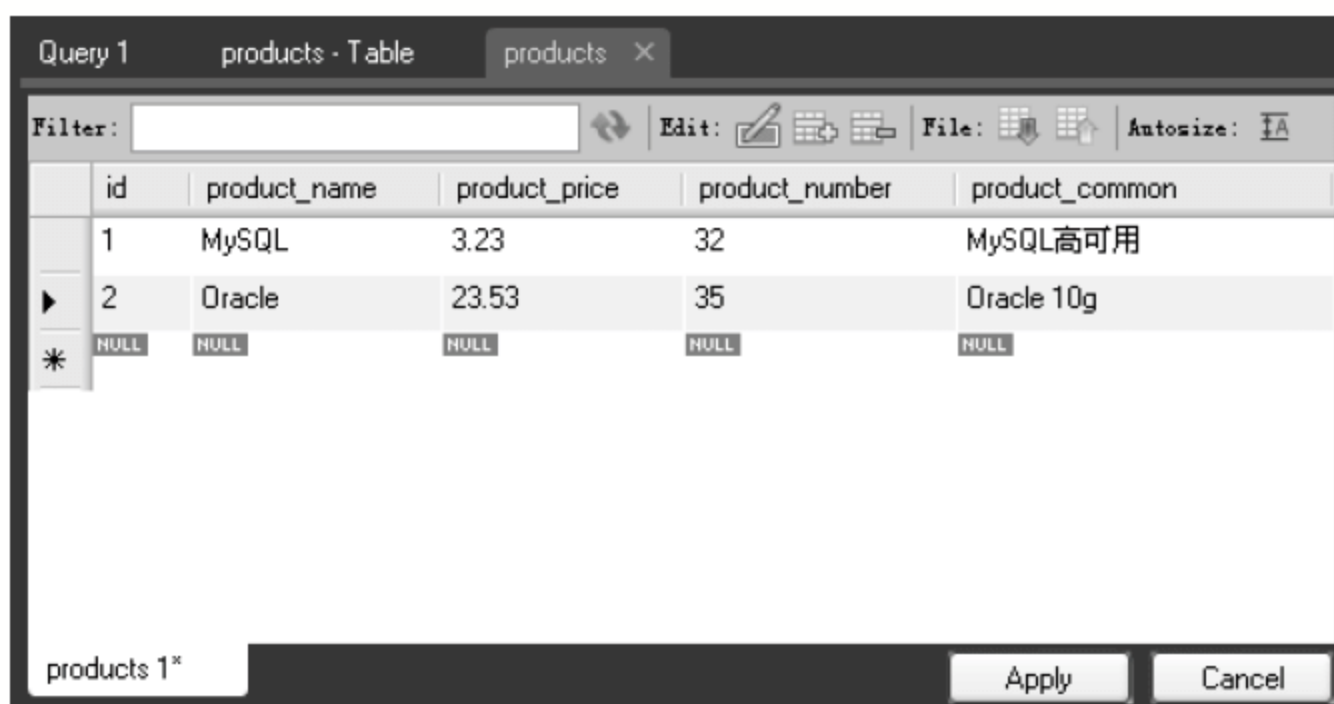 Query 1 products - Table products ×
Filter: Edit: File: Autosize: IA
id product_name product_price product_number product_common
1 MySQL 3.23 32 MySQL高可用
2 Oracle 23.53 35 Oracle 10g
NULL NULL NULL NULL NULL
products 1* Apply Cancel